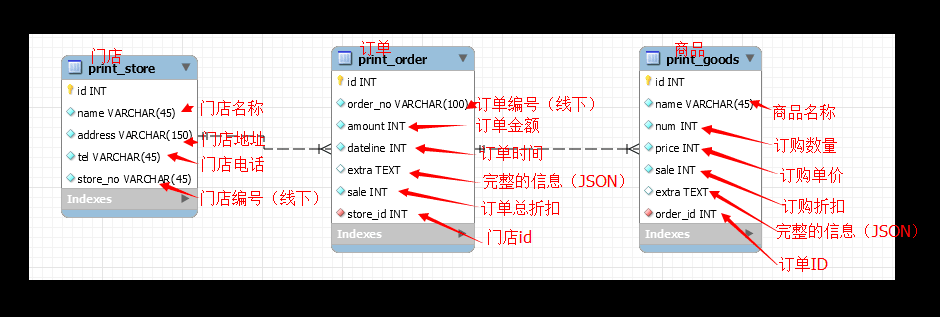 门店
print_store
id INT
name VARCHAR(45)
门店名称
address VARCHAR(150)
门店地址
tel VARCHAR(45)
门店电话
store_no VARCHAR(45)
门店编号（线下）
Indexes
订单
print_order
id INT
order_no VARCHAR(100)
订单编号（线下）
amount INT
订单金额
dateline INT
订单时间
extra TEXT
完整的信息（JSON）
sale INT
订单总折扣
store_id INT
门店id
Indexes
商品
print_goods
id INT
name VARCHAR(45)
商品名称
num INT
订购数量
price INT
订购单价
sale INT
订购折扣
extra TEXT
完整的信息（JSON）
order_id INT
订单ID
Indexes